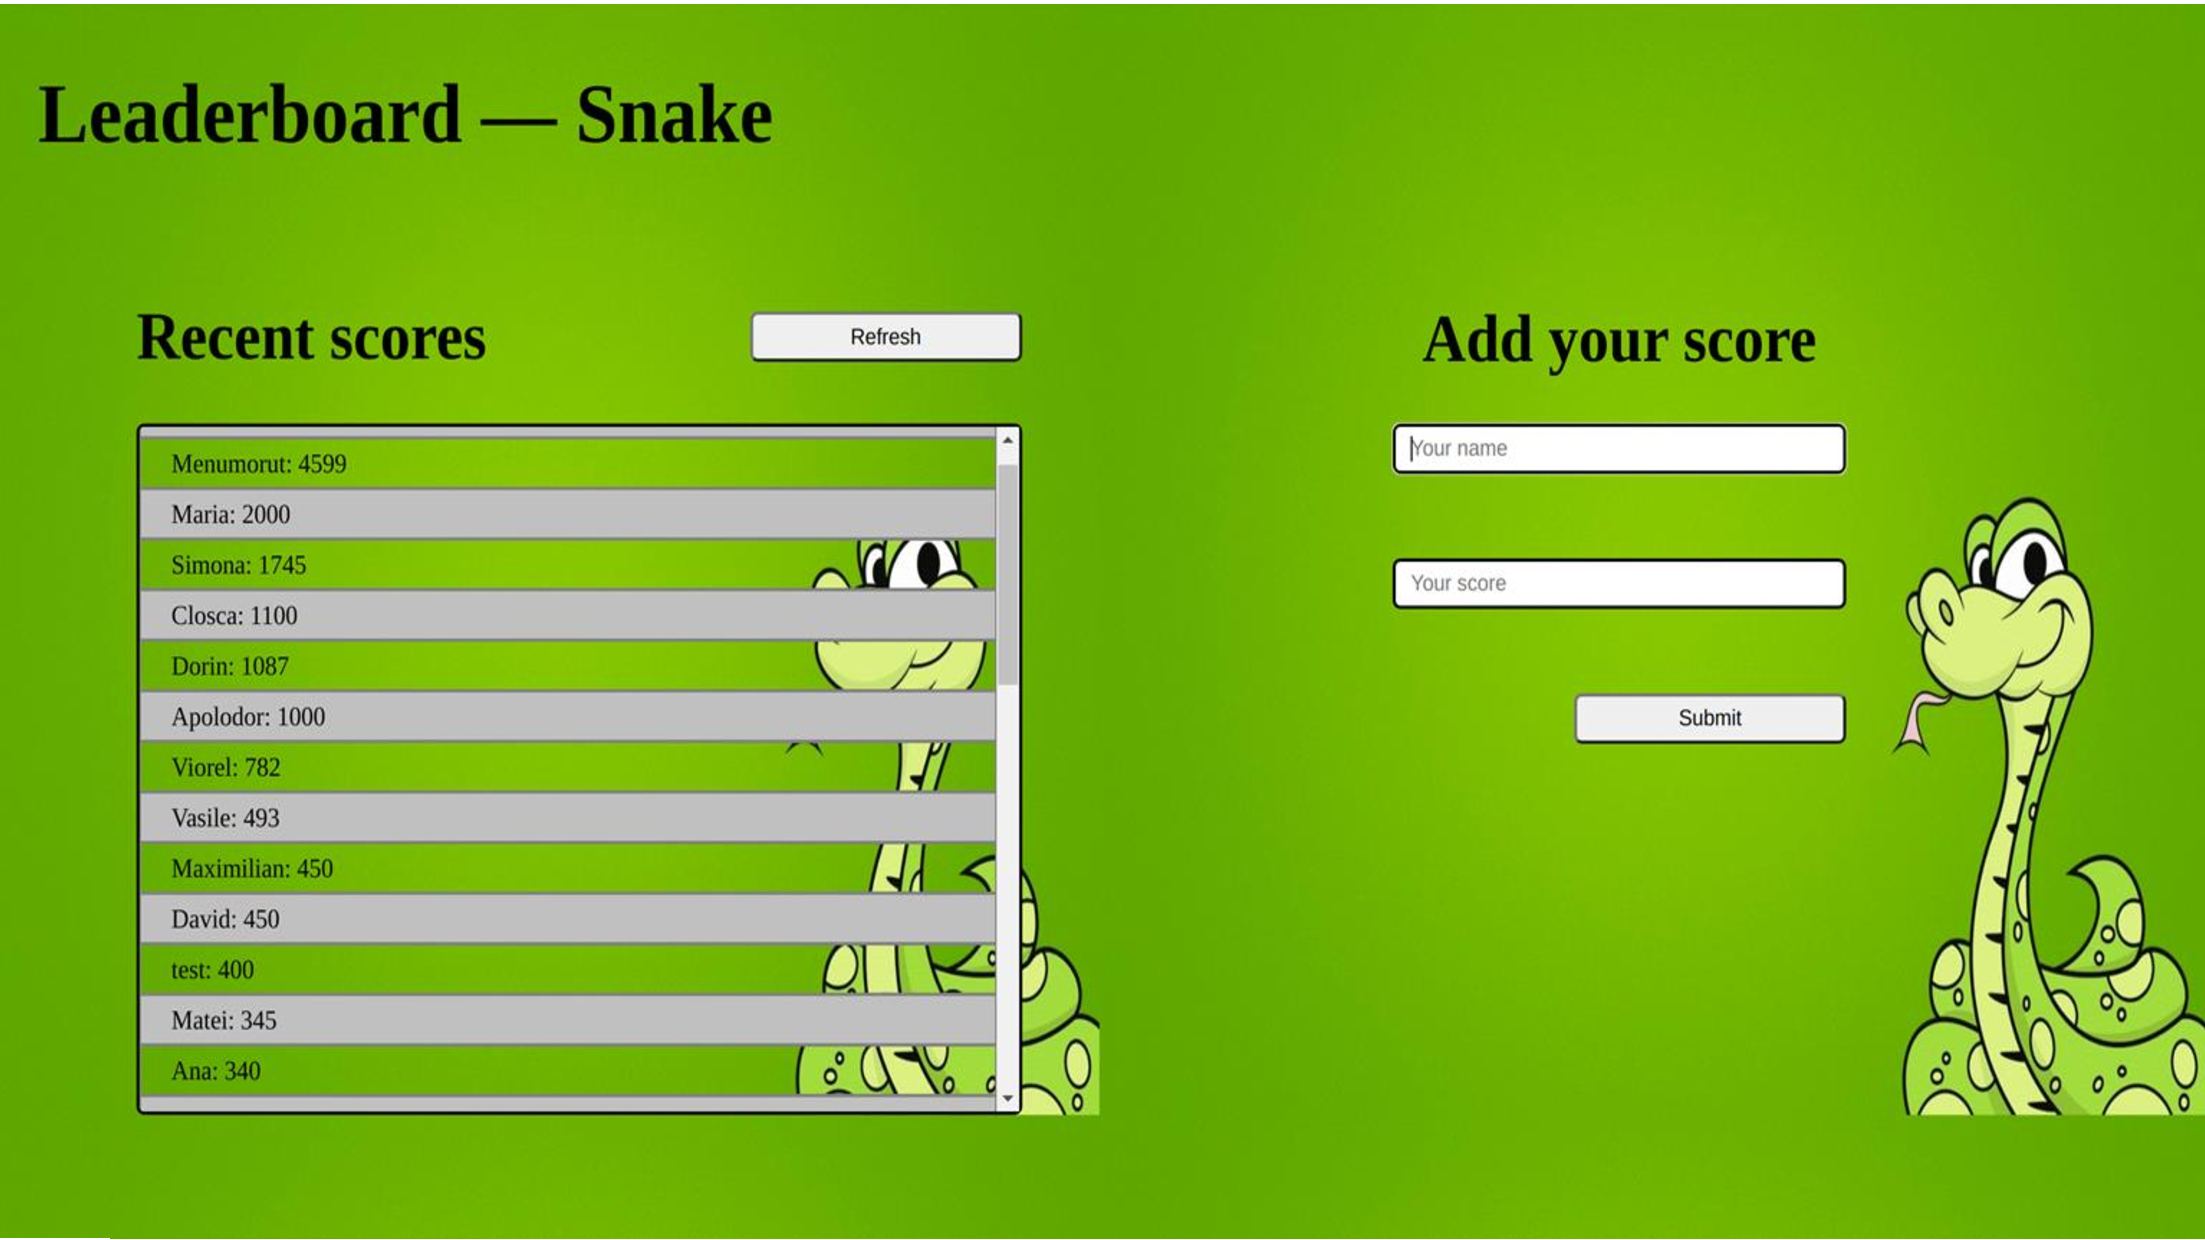 Leaderboard — Snake
Recent scores
Refresh
Menumorut: 4599
Maria: 2000
Simona: 1745
Closca: 1100
Dorin: 1087
Apolodor: 1000
Viorel: 782
Vasile: 493
Maximilian: 450
David: 450
test: 400
Matei: 345
Ana: 340
Add your score
Your name
Your score
Submit